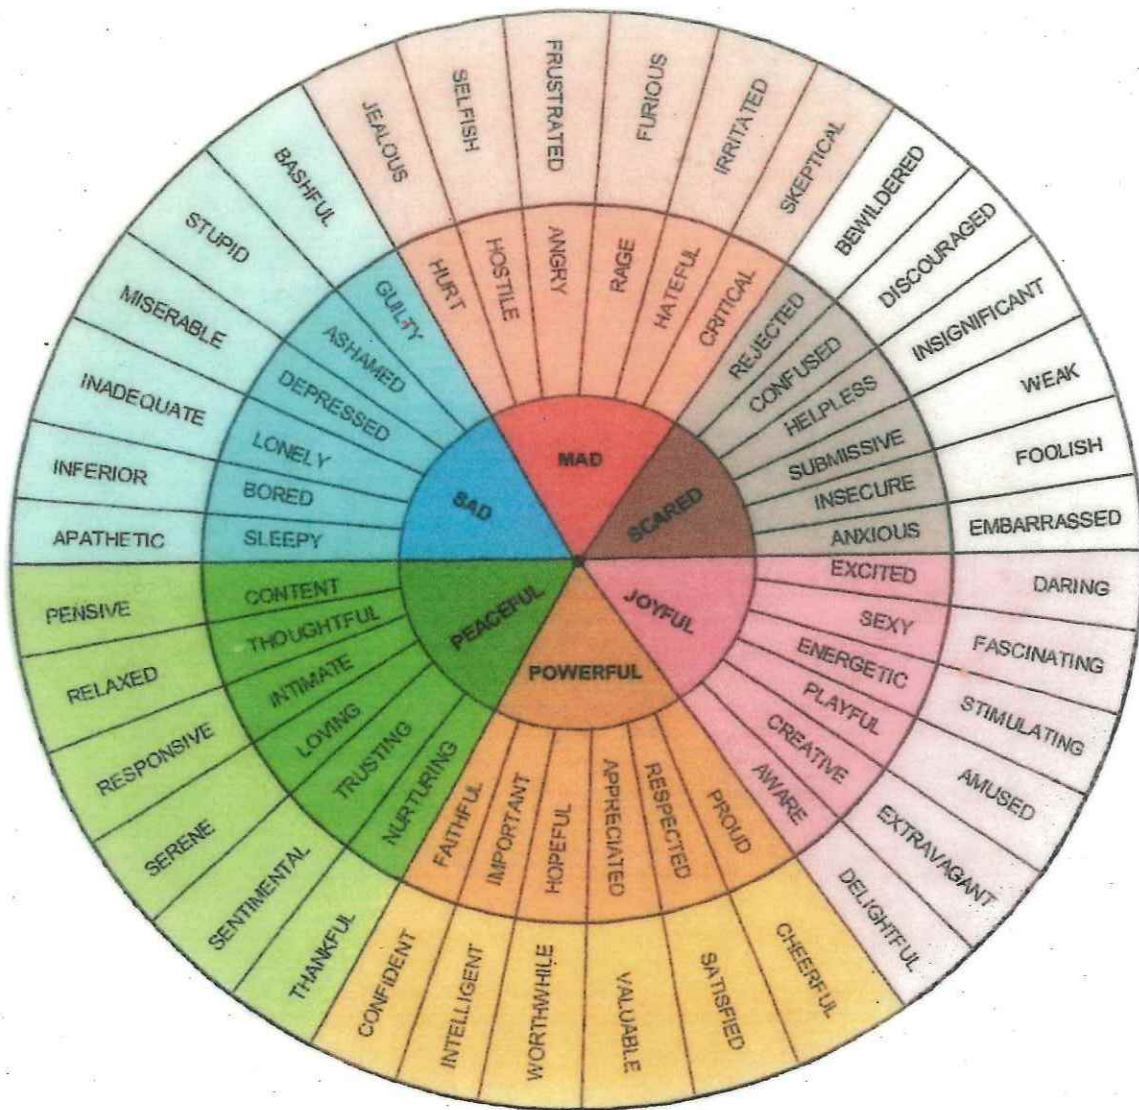 MAD
SCARED
JOYFUL
POWERFUL
PEACEFUL
SAD
HURT
HOSTILE
ANGRY
RAGE
HATEFUL
CRITICAL
REJECTED
CONFUSED
HELPLESS
SUBMISSIVE
INSECURE
ANXIOUS
EXCITED
SEXY
ENERGETIC
PLAYFUL
CREATIVE
AWARE
PROUD
RESPECTED
APPRECIATED
HOPEFUL
IMPORTANT
FAITHFUL
NURTURING
TRUSTING
LOVING
INTIMATE
THOUGHTFUL
CONTENT
SLEEPY
BORED
LONELY
DEPRESSED
ASHAMED
GUILTY
JEALOUS
SELFISH
FRUSTRATED
FURIOUS
IRRITATED
SKEPTICAL
BEWILDERED
DISCOURAGED
INSIGNIFICANT
WEAK
FOOLISH
EMBARRASSED
DARING
FASCINATING
STIMULATING
AMUSED
EXTRAVAGANT
DELIGHTFUL
CHEERFUL
SATISFIED
VALUABLE
WORTHWHILE
INTELLIGENT
CONFIDENT
THANKFUL
SENTIMENTAL
SERENE
RESPONSIVE
RELAXED
PENSIVE
APATHETIC
INFERIOR
INADEQUATE
MISERABLE
STUPID
BASHFUL